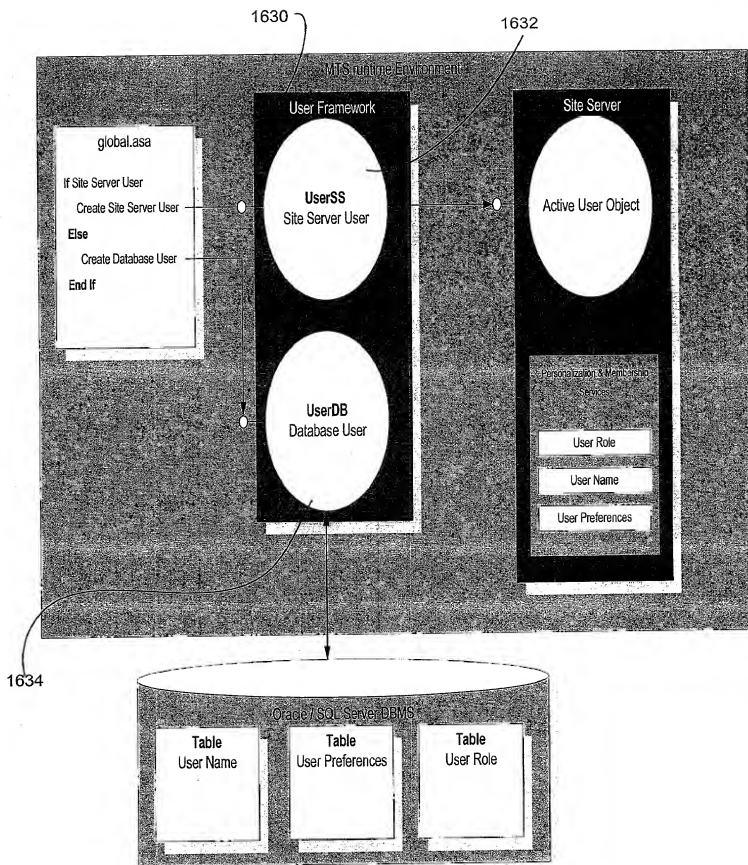 1630
1632
MTS runtime Environment
global.asa
If Site Server User
Create Site Server User
Else
Create Database User
End If
User Framework
UserSS
Site Server User
UserDB
Database User
Site Server
Active User Object
Personalization & Membership
Services
User Role
User Name
User Preferences
1634
Oracle / SQL Server DBMS
Table
User Name
Table
User Preferences
Table
User Role